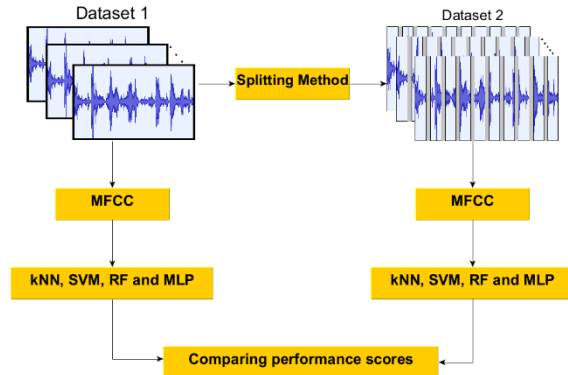 Dataset 1
Dataset 2
Splitting Method
MFCC
MFCC
kNN, SVM, RF and MLP
kNN, SVM, RF and MLP
Comparing performance scores